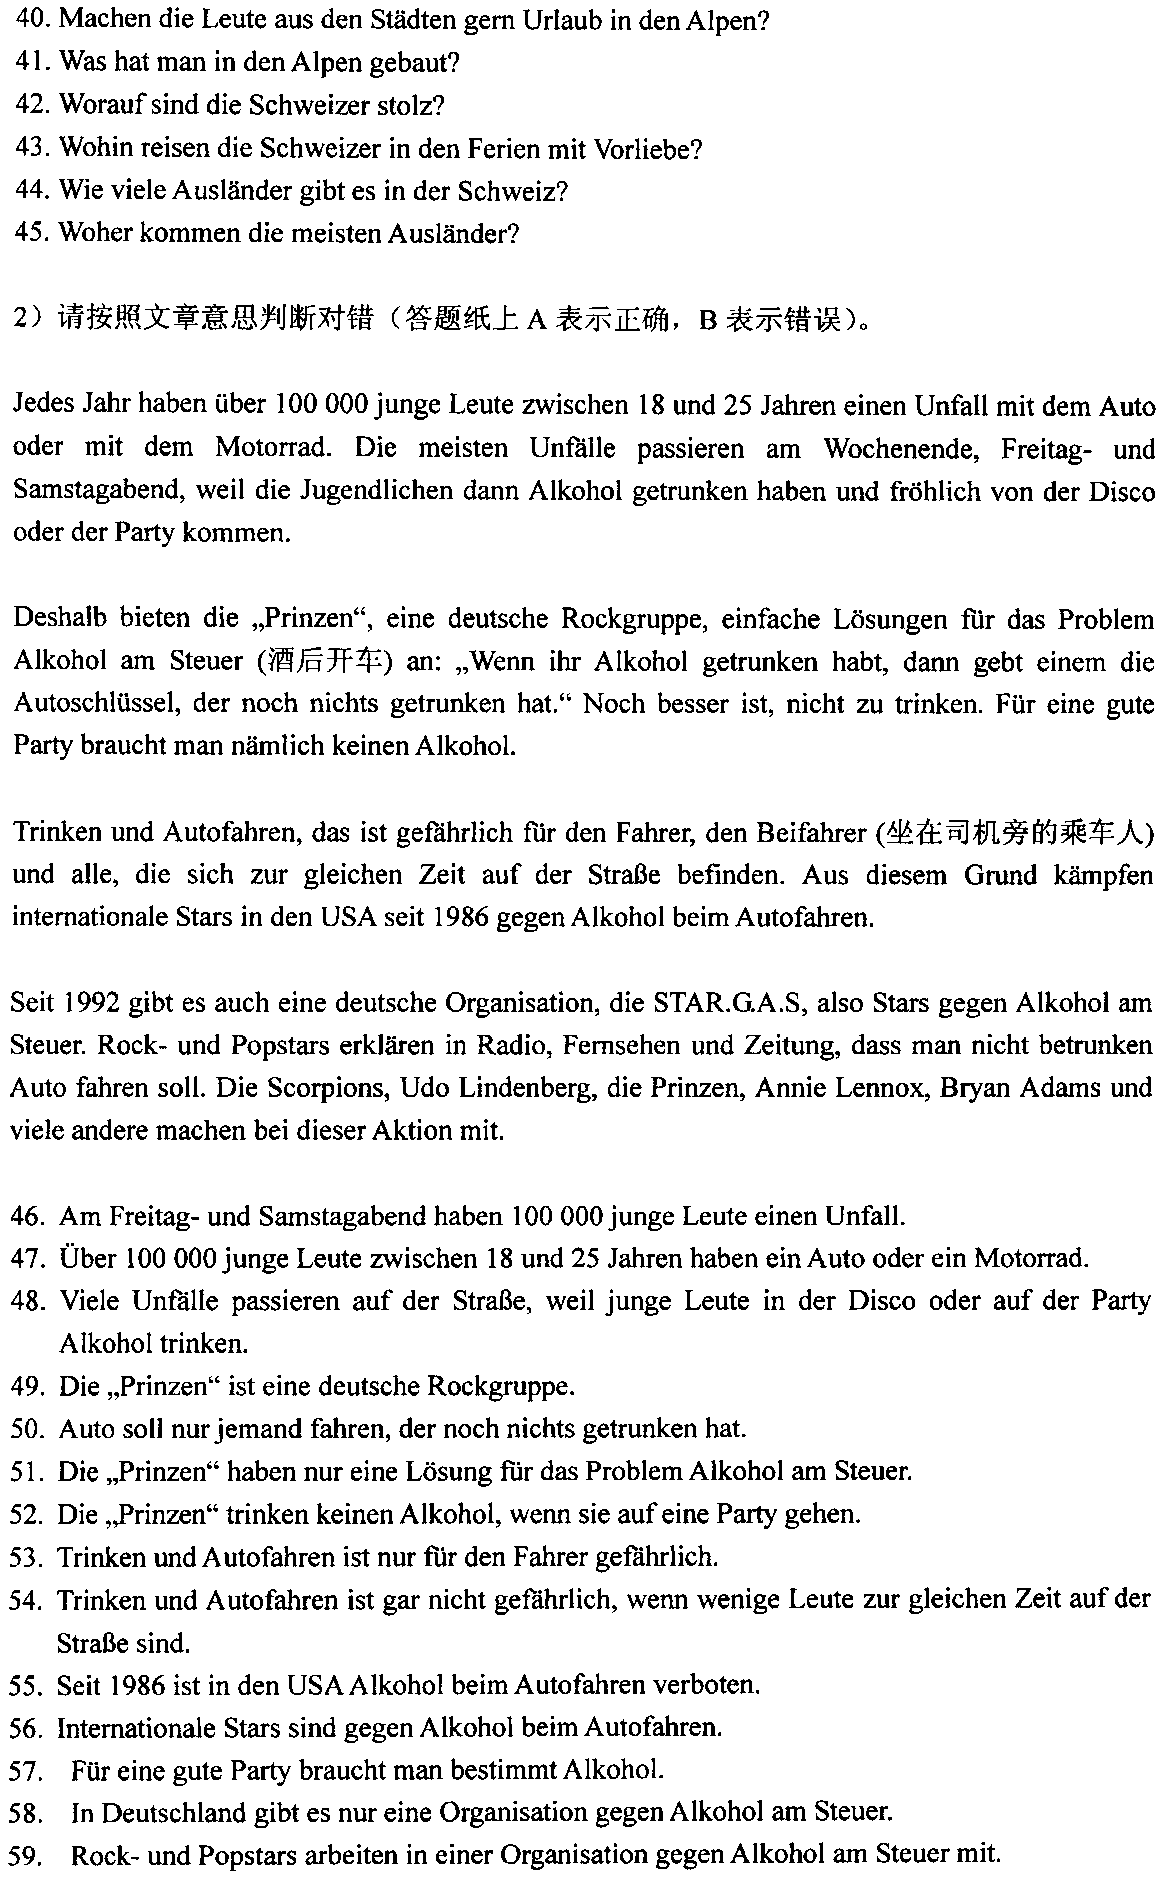 40. Machen die Leute aus den Städten gern Urlaub in den Alpen?
41. Was hat man in den Alpen gebaut?
42. Worauf sind die Schweizer stolz?
43. Wohin reisen die Schweizer in den Ferien mit Vorliebe?
44. Wie viele Ausländer gibt es in der Schweiz?
45. Woher kommen die meisten Ausländer?
2）请按照文章意思判断对错（答题纸上 A 表示正确，B 表示错误）。
Jedes Jahr haben über 100 000 junge Leute zwischen 18 und 25 Jahren einen Unfall mit dem Auto
oder mit dem Motorrad. Die meisten Unfälle passieren am Wochenende, Freitag- und
Samstagabend, weil die Jugendlichen dann Alkohol getrunken haben und fröhlich von der Disco
oder der Party kommen.
Deshalb bieten die „Prinzen“, eine deutsche Rockgruppe, einfache Lösungen für das Problem
Alkohol am Steuer (酒后开车) an: „Wenn ihr Alkohol getrunken habt, dann gebt einem die
Autoschlüssel, der noch nichts getrunken hat.“ Noch besser ist, nicht zu trinken. Für eine gute
Party braucht man nämlich keinen Alkohol.
Trinken und Autofahren, das ist gefährlich für den Fahrer, den Beifahrer (坐在司机旁的乘车人)
und alle, die sich zur gleichen Zeit auf der Straße befinden. Aus diesem Grund kämpfen
internationale Stars in den USA seit 1986 gegen Alkohol beim Autofahren.
Seit 1992 gibt es auch eine deutsche Organisation, die STAR.G.A.S, also Stars gegen Alkohol am
Steuer. Rock- und Popstars erklären in Radio, Fernsehen und Zeitung, dass man nicht betrunken
Auto fahren soll. Die Scorpions, Udo Lindenberg, die Prinzen, Annie Lennox, Bryan Adams und
viele andere machen bei dieser Aktion mit.
46. Am Freitag- und Samstagabend haben 100 000 junge Leute einen Unfall.
47. Über 100 000 junge Leute zwischen 18 und 25 Jahren haben ein Auto oder ein Motorrad.
48. Viele Unfälle passieren auf der Straße, weil junge Leute in der Disco oder auf der Party
Alkohol trinken.
49. Die „Prinzen“ ist eine deutsche Rockgruppe.
50. Auto soll nur jemand fahren, der noch nichts getrunken hat.
51. Die „Prinzen“ haben nur eine Lösung für das Problem Alkohol am Steuer.
52. Die „Prinzen“ trinken keinen Alkohol, wenn sie auf eine Party gehen.
53. Trinken und Autofahren ist nur für den Fahrer gefährlich.
54. Trinken und Autofahren ist gar nicht gefährlich, wenn wenige Leute zur gleichen Zeit auf der
Straße sind.
55. Seit 1986 ist in den USA Alkohol beim Autofahren verboten.
56. Internationale Stars sind gegen Alkohol beim Autofahren.
57. Für eine gute Party braucht man bestimmt Alkohol.
58. In Deutschland gibt es nur eine Organisation gegen Alkohol am Steuer.
59. Rock- und Popstars arbeiten in einer Organisation gegen Alkohol am Steuer mit.